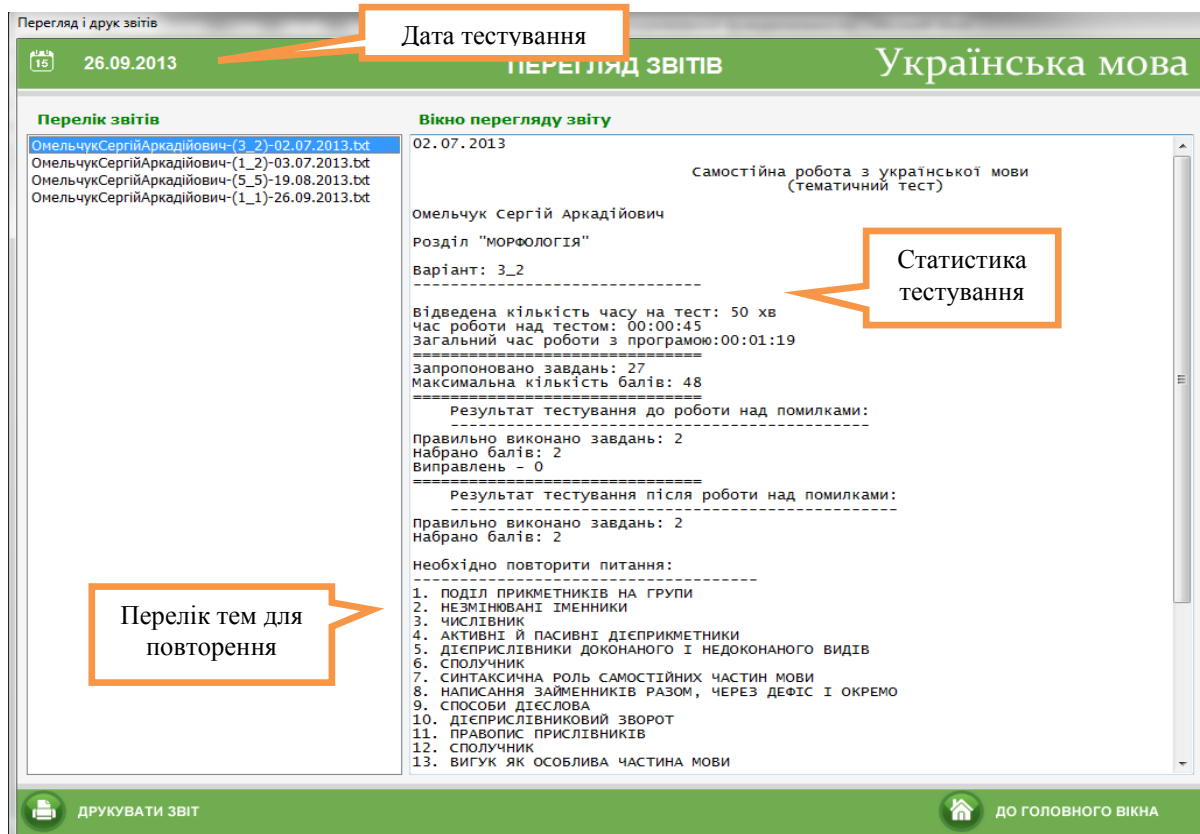 Перегляд і друк звітів
Дата тестування
26.09.2013
ПЕРЕГЛЯД ЗВІТІВ
Українська мова
Перелік звітів
ОмельчукСергійАркадійович-(3_2)-02.07.2013.txt
ОмельчукСергійАркадійович-(1_2)-03.07.2013.txt
ОмельчукСергійАркадійович-(5_5)-19.08.2013.txt
ОмельчукСергійАркадійович-(1_1)-26.09.2013.txt
Перелік тем для
повторення
Вікно перегляду звіту
02.07.2013
Самостійна робота з української мови
(тематичний тест)
Омельчук Сергій Аркадійович
Розділ "МОРФОЛОГІЯ"
Варіант: 3_2
-------------------------------
Статистика
тестування
Відведена кількість часу на тест: 50 хв
Час роботи над тестом: 00:00:45
Загальний час роботи з програмою:00:01:19
===============================
Запропоновано завдань: 27
Максимальна кількість балів: 48
===============================
Результат тестування до роботи над помилками:
---------------------------------------------
Правильно виконано завдань: 2
Набрано балів: 2
Виправлень - 0
===============================
Результат тестування після роботи над помилками:
------------------------------------------------
Правильно виконано завдань: 2
Набрано балів: 2
Необхідно повторити питання:
-------------------------------------
1. ПОДІЛ ПРИКМЕТНИКІВ НА ГРУПИ
2. НЕЗМІНЮВАНІ ІМЕННИКИ
3. ЧИСЛІВНИК
4. АКТИВНІ Й ПАСИВНІ ДІЄПРИКМЕТНИКИ
5. ДІЄПРИСЛІВНИКИ ДОКОНАНОГО І НЕДОКОНАНОГО ВИДІВ
6. СПОЛУЧНИК
7. СИНТАКСИЧНА РОЛЬ САМОСТІЙНИХ ЧАСТИН МОВИ
8. НАПИСАННЯ ЗАЙМЕННИКІВ РАЗОМ, ЧЕРЕЗ ДЕФІС І ОКРЕМО
9. СПОСОБИ ДІЄСЛОВА
10. ДІЄПРИСЛІВНИКОВИЙ ЗВОРОТ
11. ПРАВОПИС ПРИСЛІВНИКІВ
12. СПОЛУЧНИК
13. ВИГУК ЯК ОСОБЛИВА ЧАСТИНА МОВИ
ДРУКУВАТИ ЗВІТ
ДО ГОЛОВНОГО ВІКНА